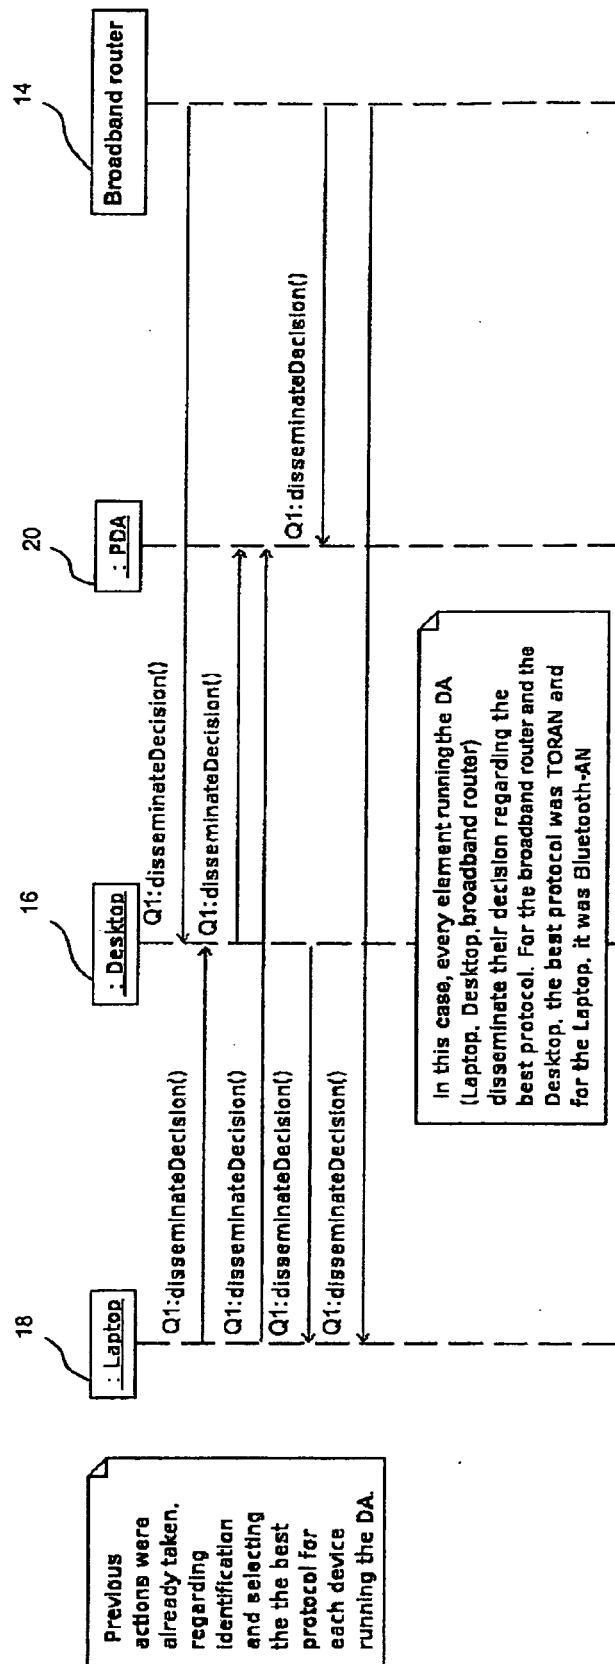 Previous
actions were
already taken,
regarding
identification
and selecting
the the best
protocol for
each device
running the DA.
18
: Laptop
16
: Desktop
20
: PDA
14
Broadband router
Q1:disseminateDecision()
Q1:disseminateDecision()
Q1:disseminateDecision()
Q1:disseminateDecision()
Q1:disseminateDecision()
Q1:disseminateDecision()
Q1:disseminateDecision()
In this case, every element running the DA
(Laptop, Desktop,broadband router)
disseminate their decision regarding the
best protocol. For the broadband router and the
Desktop, the best protocol was TORAN and
for the Laptop, it was Bluetooth-AN